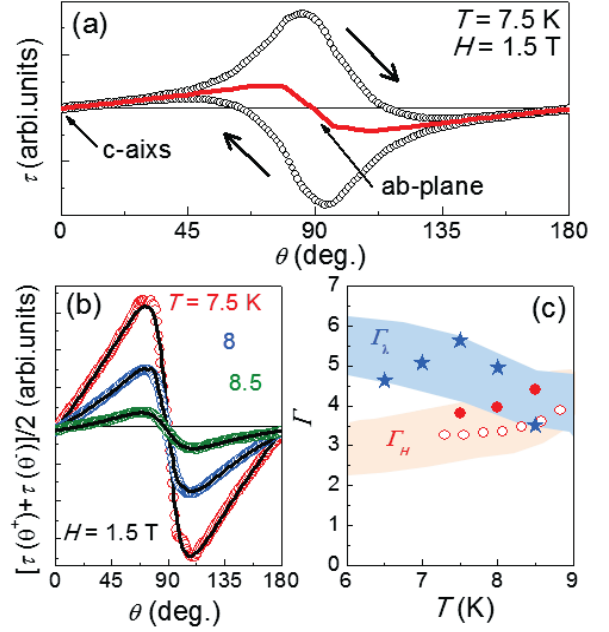 (a)
T = 7.5 K
H = 1.5 T
τ (arbi.units)
c-aixs
ab-plane
0 45 90 135 180
θ (deg.)
(b)
T = 7.5 K
8
8.5
[τ(θ⁺)+τ(θ⁻)]/2 (arbi.units)
H = 1.5 T
0 45 90 135 180
θ (deg.)
(c)
7
6
5
4
3
2
1
0
Γ
Γλ
ΓH
6 7 8 9
T (K)